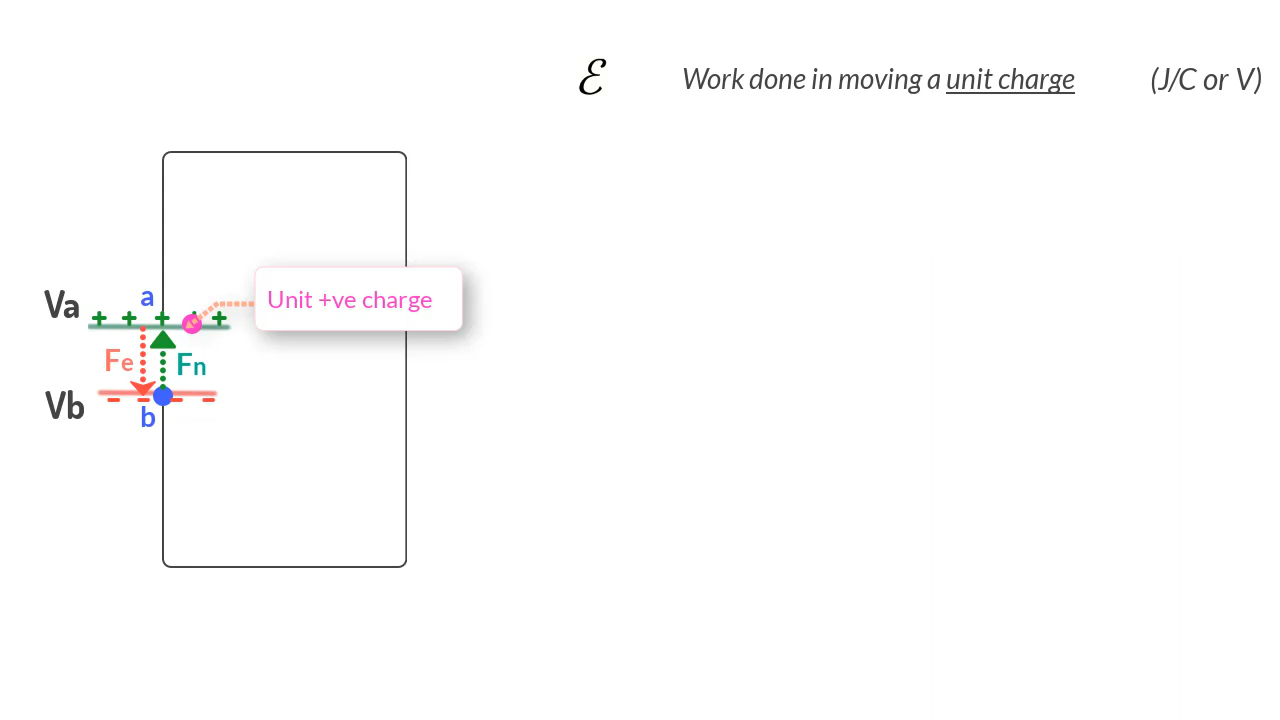 ℰ Work done in moving a unit charge (J/C or V)
a
Va
+ + + + +
Unit +ve charge
Fe Fn
Vb
- - - -
b